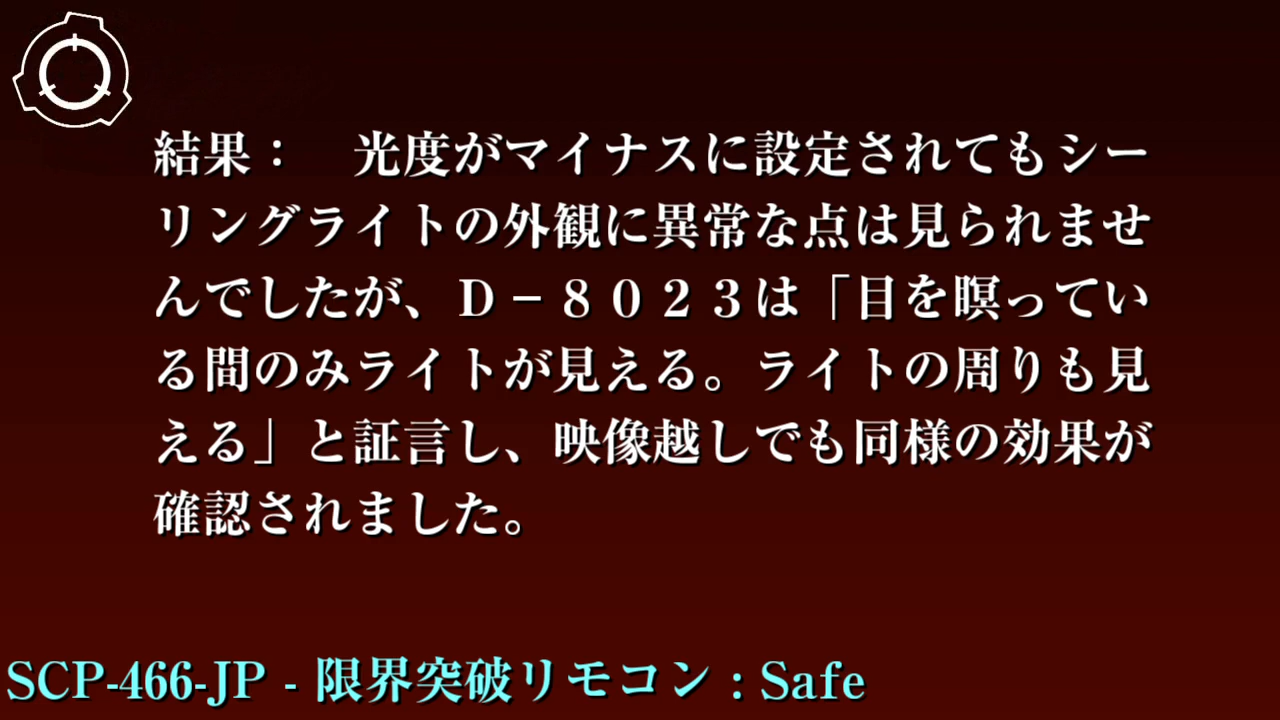 結果：　光度がマイナスに設定されてもシー
リングライトの外観に異常な点は見られませ
んでしたが、Ｄ－８０２３は「目を瞑ってい
る間のみライトが見える。ライトの周りも見
える」と証言し、映像越しでも同様の効果が
確認されました。
SCP-466-JP - 限界突破リモコン : Safe